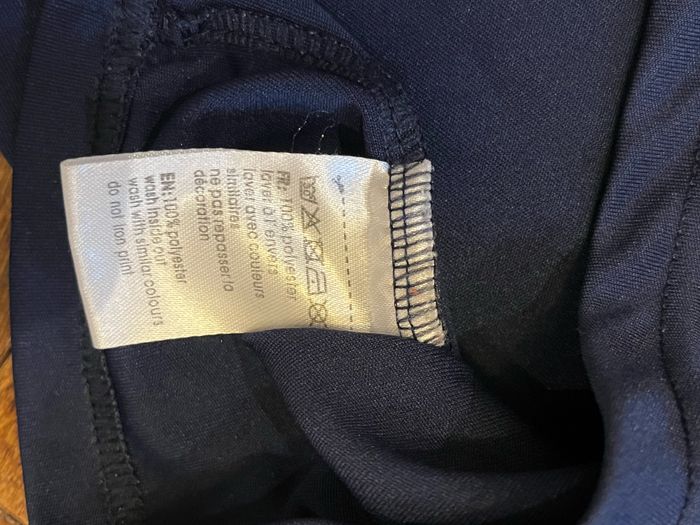 FR: 100% polyester
laver à l'envers
laver avec couleurs
similaires
ne pas repasser la
décoration
EN:100% polyester
wash inside out
wash with similar colours
do not iron print